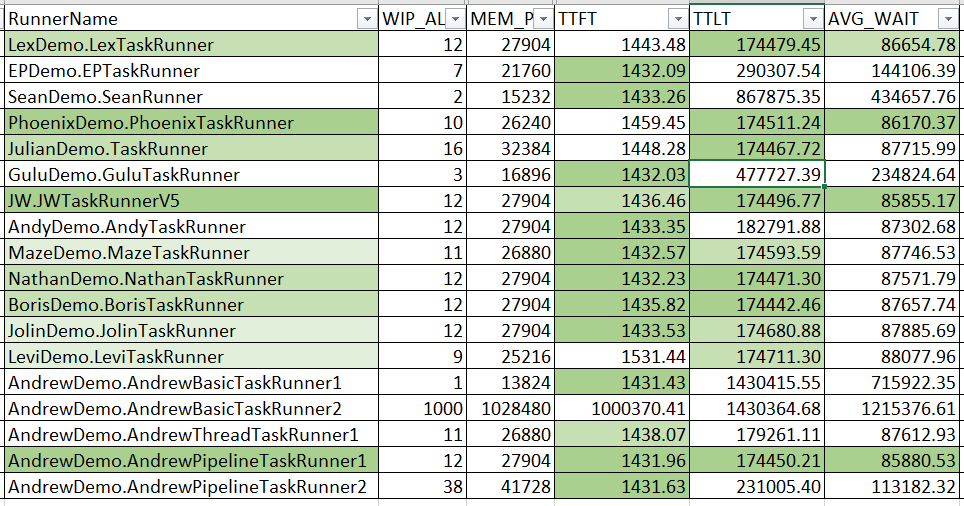 RunnerName WIP_AL MEM_P TTFT TTLT AVG_WAIT
LexDemo.LexTaskRunner 12 27904 1443.48 174479.45 86654.78
EPDemo.EPTaskRunner 7 21760 1432.09 290307.54 144106.39
SeanDemo.SeanRunner 2 15232 1433.26 867875.35 434657.76
PhoenixDemo.PhoenixTaskRunner 10 26240 1459.45 174511.24 86170.37
JulianDemo.TaskRunner 16 32384 1448.28 174467.72 87715.99
GuluDemo.GuluTaskRunner 3 16896 1432.03 477727.39 234824.64
JW.JWTaskRunnerV5 12 27904 1436.46 174496.77 85855.17
AndyDemo.AndyTaskRunner 12 27904 1433.35 182791.88 87302.68
MazeDemo.MazeTaskRunner 11 26880 1432.57 174593.59 87746.53
NathanDemo.NathanTaskRunner 12 27904 1432.23 174471.30 87571.79
BorisDemo.BorisTaskRunner 12 27904 1435.82 174442.46 87657.74
JolinDemo.JolinTaskRunner 12 27904 1433.53 174680.88 87885.69
LeviDemo.LeviTaskRunner 9 25216 1531.44 174711.30 88077.96
AndrewDemo.AndrewBasicTaskRunner1 1 13824 1431.43 1430415.55 715922.35
AndrewDemo.AndrewBasicTaskRunner2 1000 1028480 1000370.41 1430364.68 1215376.61
AndrewDemo.AndrewThreadTaskRunner1 11 26880 1438.07 179261.11 87612.93
AndrewDemo.AndrewPipelineTaskRunner1 12 27904 1431.96 174450.21 85880.53
AndrewDemo.AndrewPipelineTaskRunner2 38 41728 1431.63 231005.40 113182.32